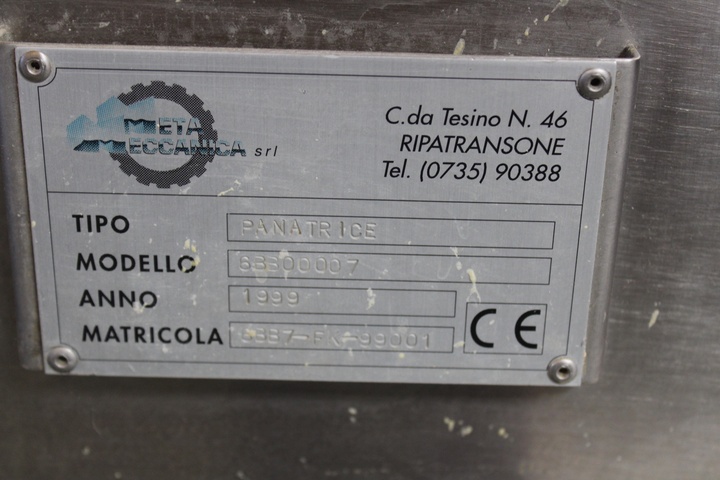 META
MECCANICA srl
C.da Tesino N. 46
RIPATRANSONE
Tel. (0735) 90388
TIPO PANATRICE
MODELLO
ANNO 1999
MATRICOLA
CE